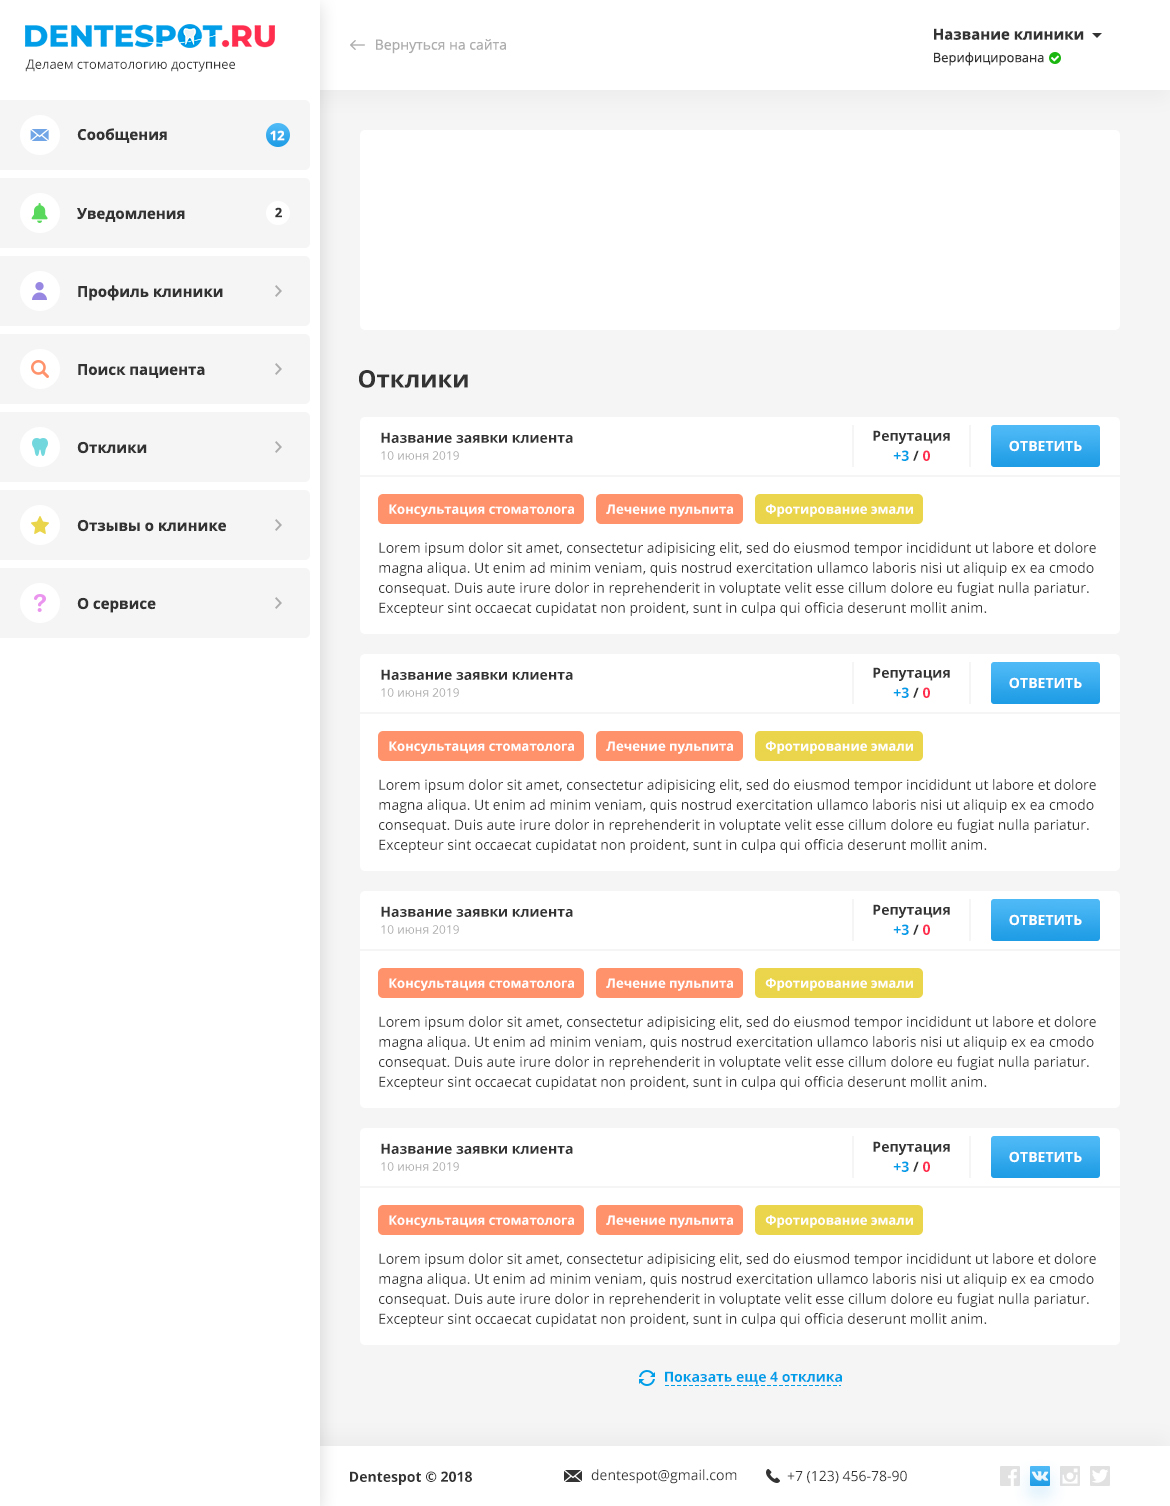 DENTESPOT.RU
Делаем стоматологию доступнее
Вернуться на сайта
Название клиники
Верифицирована
Сообщения 12
Уведомления 2
Профиль клиники
Поиск пациента
Отклики
Отзывы о клинике
О сервисе
Отклики
Название заявки клиента
10 июня 2019
Репутация
+3 / 0
ОТВЕТИТЬ
Консультация стоматолога Лечение пульпита Фротирование эмали
Lorem ipsum dolor sit amet, consectetur adipisicing elit, sed do eiusmod tempor incididunt ut labore et dolore
magna aliqua. Ut enim ad minim veniam, quis nostrud exercitation ullamco laboris nisi ut aliquip ex ea cmodo
consequat. Duis aute irure dolor in reprehenderit in voluptate velit esse cillum dolore eu fugiat nulla pariatur.
Excepteur sint occaecat cupidatat non proident, sunt in culpa qui officia deserunt mollit anim.
Название заявки клиента
10 июня 2019
Репутация
+3 / 0
ОТВЕТИТЬ
Консультация стоматолога Лечение пульпита Фротирование эмали
Lorem ipsum dolor sit amet, consectetur adipisicing elit, sed do eiusmod tempor incididunt ut labore et dolore
magna aliqua. Ut enim ad minim veniam, quis nostrud exercitation ullamco laboris nisi ut aliquip ex ea cmodo
consequat. Duis aute irure dolor in reprehenderit in voluptate velit esse cillum dolore eu fugiat nulla pariatur.
Excepteur sint occaecat cupidatat non proident, sunt in culpa qui officia deserunt mollit anim.
Название заявки клиента
10 июня 2019
Репутация
+3 / 0
ОТВЕТИТЬ
Консультация стоматолога Лечение пульпита Фротирование эмали
Lorem ipsum dolor sit amet, consectetur adipisicing elit, sed do eiusmod tempor incididunt ut labore et dolore
magna aliqua. Ut enim ad minim veniam, quis nostrud exercitation ullamco laboris nisi ut aliquip ex ea cmodo
consequat. Duis aute irure dolor in reprehenderit in voluptate velit esse cillum dolore eu fugiat nulla pariatur.
Excepteur sint occaecat cupidatat non proident, sunt in culpa qui officia deserunt mollit anim.
Название заявки клиента
10 июня 2019
Репутация
+3 / 0
ОТВЕТИТЬ
Консультация стоматолога Лечение пульпита Фротирование эмали
Lorem ipsum dolor sit amet, consectetur adipisicing elit, sed do eiusmod tempor incididunt ut labore et dolore
magna aliqua. Ut enim ad minim veniam, quis nostrud exercitation ullamco laboris nisi ut aliquip ex ea cmodo
consequat. Duis aute irure dolor in reprehenderit in voluptate velit esse cillum dolore eu fugiat nulla pariatur.
Excepteur sint occaecat cupidatat non proident, sunt in culpa qui officia deserunt mollit anim.
Показать еще 4 отклика
Dentespot © 2018 dentespot@gmail.com +7 (123) 456-78-90